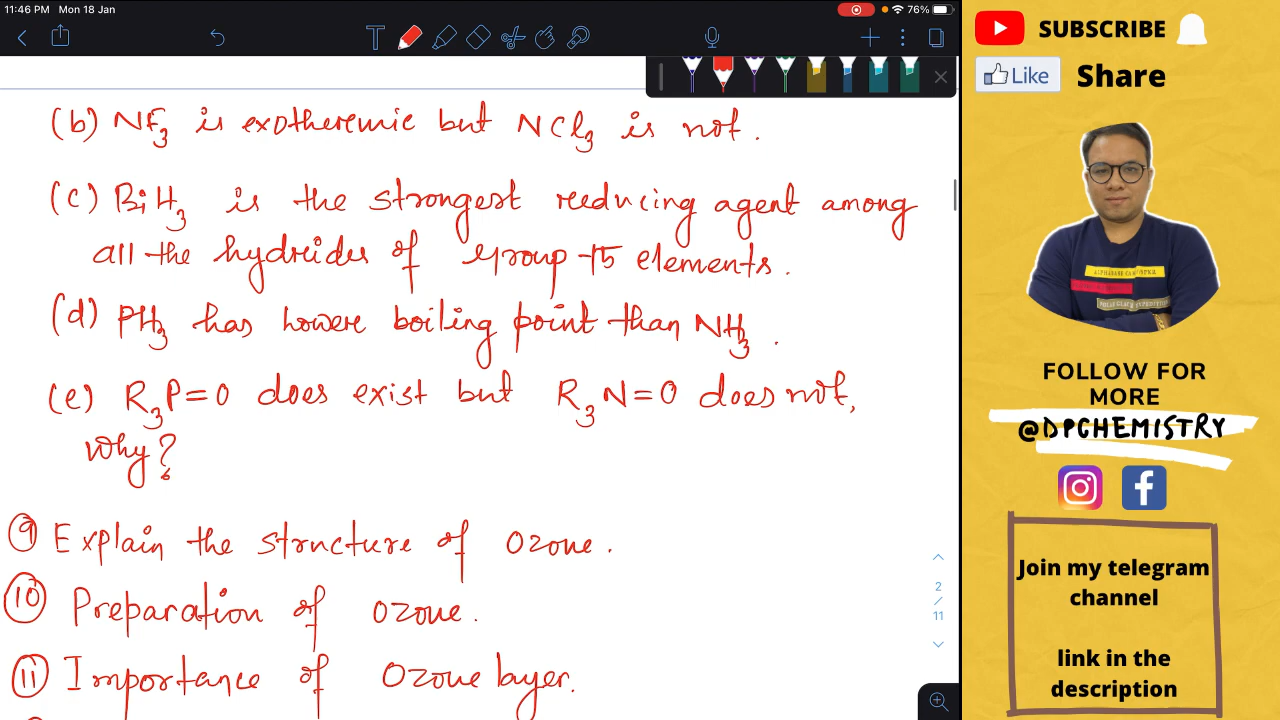 11:46 PM Mon 18 Jan
76%
(b) NF3 is exotheremic but NCl3 is not.
(c) BiH3 is the strongest reducing agent among
all the hydrides of group-15 elements.
(d) PH3 has lower boiling point than NH3.
(e) R3P=O does exist but R3N=O does not,
why?
⑨ Explain the structure of Ozone.
⑩ Preparation of ozone.
⑪ Importance of Ozone layer.
2
/
11
SUBSCRIBE
Like Share
FOLLOW FOR
MORE
@DPCHEMISTRY
Join my telegram
channel
link in the
description